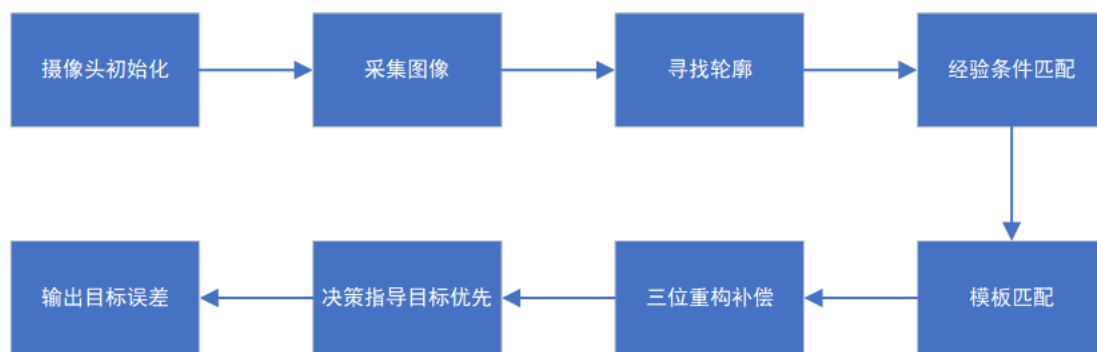 摄像头初始化
采集图像
寻找轮廓
经验条件匹配
模板匹配
三位重构补偿
决策指导目标优先
输出目标误差